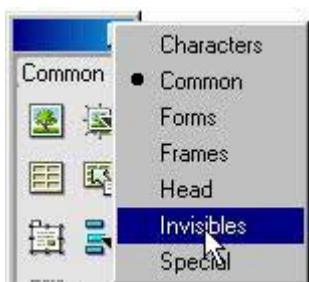 Characters
Common
Common
Forms
Frames
Head
Invisibles
Special